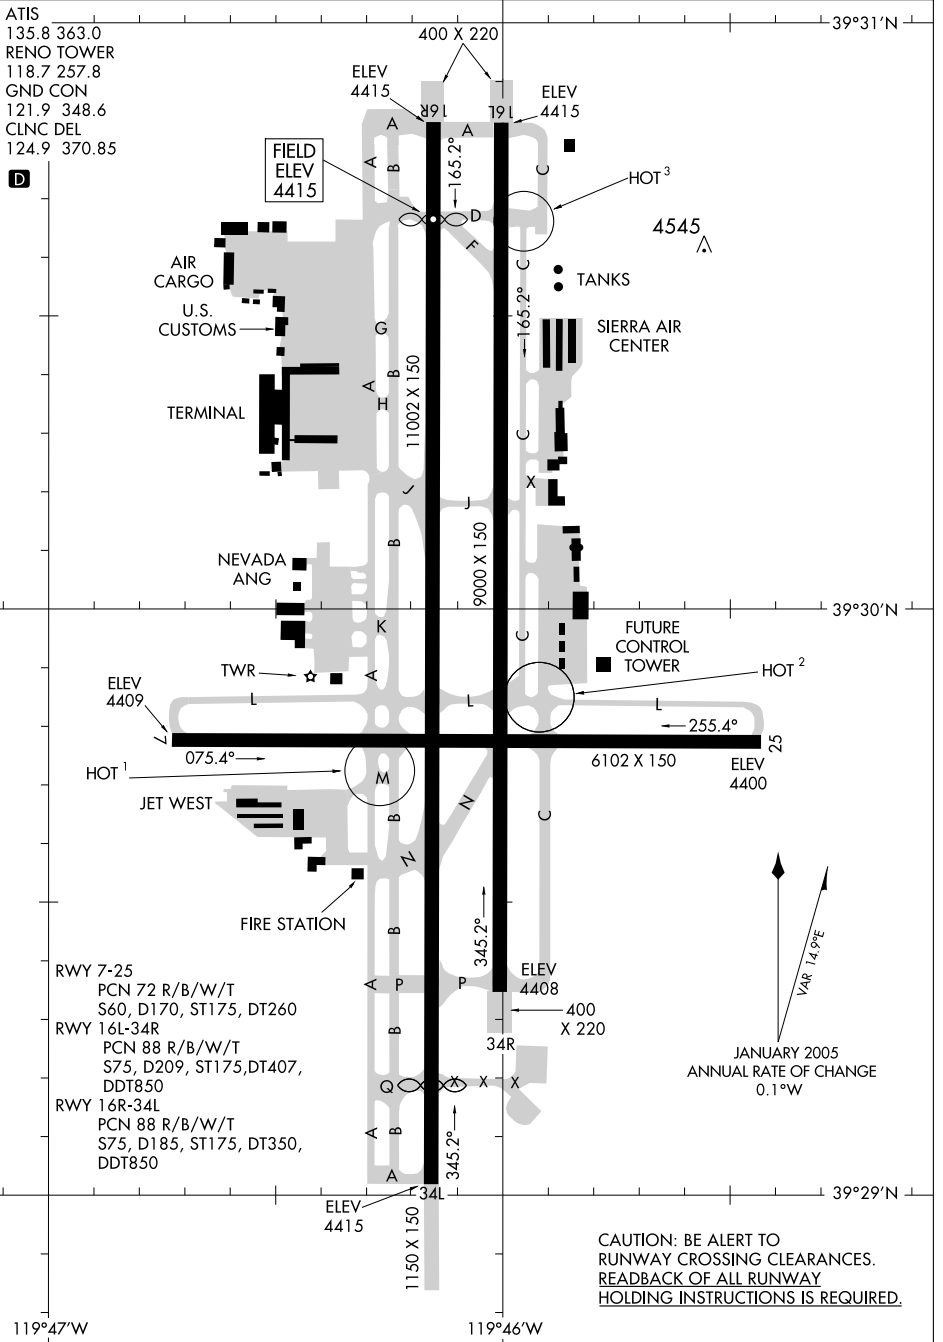 ATIS
135.8 363.0
RENO TOWER
118.7 257.8
GND CON
121.9 348.6
CLNC DEL
124.9 370.85
D
39°31'N
400 X 220
ELEV
4415
16R
16L
ELEV
4415
A
A
FIELD
ELEV
4415
A
B
165.2°
C
HOT 3
D
F
4545
C
AIR
CARGO
TANKS
U.S.
CUSTOMS
165.2°
G
SIERRA AIR
CENTER
11002 X 150
B
A
H
TERMINAL
C
X
J
J
9000 X 150
B
NEVADA
ANG
39°30'N
K
C
FUTURE
CONTROL
TOWER
TWR
A
HOT 2
ELEV
4409
L
L
L
255.4°
7
25
075.4°
6102 X 150
ELEV
4400
HOT 1
M
JET WEST
N
B
C
N
FIRE STATION
B
345.2°
VAR 14.9°E
RWY 7-25
PCN 72 R/B/W/T
S60, D170, ST175, DT260
A
P
P
ELEV
4408
RWY 16L-34R
PCN 88 R/B/W/T
S75, D209, ST175,DT407,
DDT850
B
400
X 220
34R
JANUARY 2005
ANNUAL RATE OF CHANGE
0.1°W
Q
X
X
X
RWY 16R-34L
PCN 88 R/B/W/T
S75, D185, ST175, DT350,
DDT850
A
B
345.2°
A
34L
39°29'N
ELEV
4415
1150 X 150
CAUTION: BE ALERT TO
RUNWAY CROSSING CLEARANCES.
READBACK OF ALL RUNWAY
HOLDING INSTRUCTIONS IS REQUIRED.
119°47'W
119°46'W